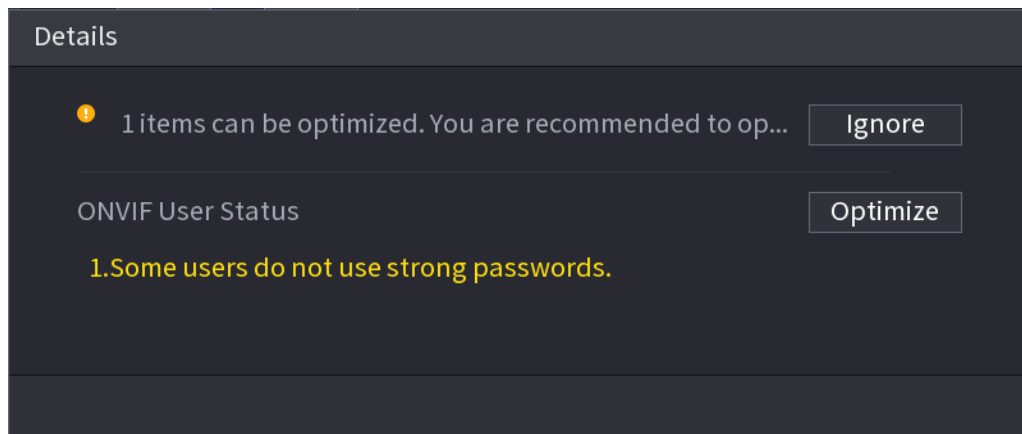 Details
1 items can be optimized. You are recommended to op... Ignore
ONVIF User Status Optimize
1.Some users do not use strong passwords.